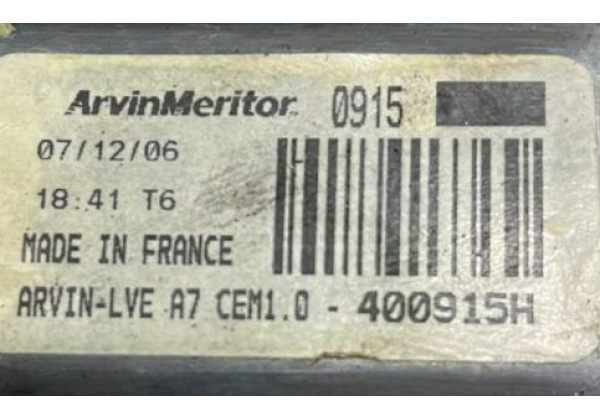 ArvinMeritor 0915
07/12/06
18:41 T6
MADE IN FRANCE
ARVIN-LVE A7 CEM1.0 - 400915H